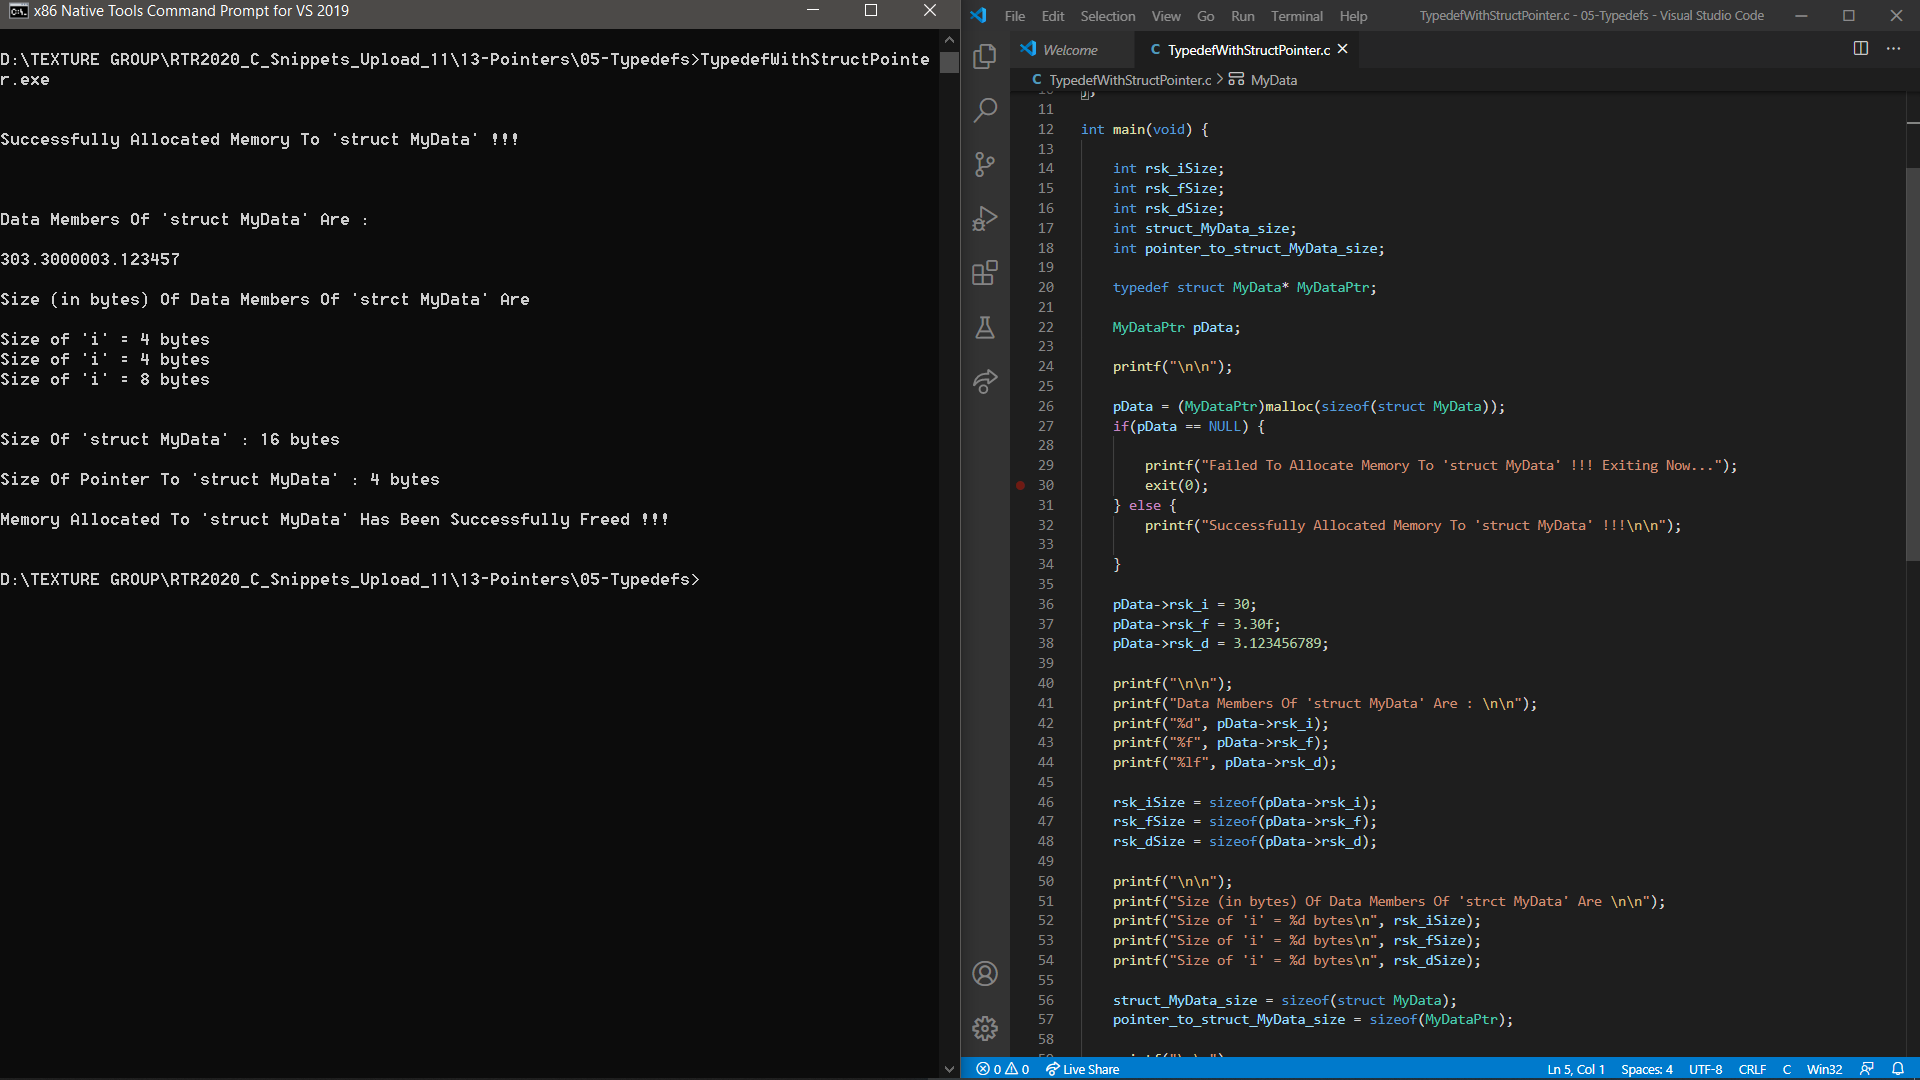 x86 Native Tools Command Prompt for VS 2019
D:\TEXTURE GROUP\RTR2020_C_Snippets_Upload_11\13-Pointers\05-Typedefs>TypedefWithStructPointe
r.exe
Successfully Allocated Memory To 'struct MyData' !!!
Data Members Of 'struct MyData' Are :
303.3000003.123457
Size (in bytes) Of Data Members Of 'strct MyData' Are
Size of 'i' = 4 bytes
Size of 'i' = 4 bytes
Size of 'i' = 8 bytes
Size Of 'struct MyData' : 16 bytes
Size Of Pointer To 'struct MyData' : 4 bytes
Memory Allocated To 'struct MyData' Has Been Successfully Freed !!!
D:\TEXTURE GROUP\RTR2020_C_Snippets_Upload_11\13-Pointers\05-Typedefs>
File Edit Selection View Go Run Terminal Help TypedefWithStructPointer.c - 05-Typedefs - Visual Studio Code
Welcome C TypedefWithStructPointer.c
C TypedefWithStructPointer.c > MyData
10 };
11
12 int main(void) {
13
14 int rsk_iSize;
15 int rsk_fSize;
16 int rsk_dSize;
17 int struct_MyData_size;
18 int pointer_to_struct_MyData_size;
19
20 typedef struct MyData* MyDataPtr;
21
22 MyDataPtr pData;
23
24 printf("\n\n");
25
26 pData = (MyDataPtr)malloc(sizeof(struct MyData));
27 if(pData == NULL) {
28
29 printf("Failed To Allocate Memory To 'struct MyData' !!! Exiting Now...");
30 exit(0);
31 } else {
32 printf("Successfully Allocated Memory To 'struct MyData' !!!\n\n");
33
34 }
35
36 pData->rsk_i = 30;
37 pData->rsk_f = 3.30f;
38 pData->rsk_d = 3.123456789;
39
40 printf("\n\n");
41 printf("Data Members Of 'struct MyData' Are : \n\n");
42 printf("%d", pData->rsk_i);
43 printf("%f", pData->rsk_f);
44 printf("%lf", pData->rsk_d);
45
46 rsk_iSize = sizeof(pData->rsk_i);
47 rsk_fSize = sizeof(pData->rsk_f);
48 rsk_dSize = sizeof(pData->rsk_d);
49
50 printf("\n\n");
51 printf("Size (in bytes) Of Data Members Of 'strct MyData' Are \n\n");
52 printf("Size of 'i' = %d bytes\n", rsk_iSize);
53 printf("Size of 'i' = %d bytes\n", rsk_fSize);
54 printf("Size of 'i' = %d bytes\n", rsk_dSize);
55
56 struct_MyData_size = sizeof(struct MyData);
57 pointer_to_struct_MyData_size = sizeof(MyDataPtr);
58
0 0 Live Share Ln 5, Col 1 Spaces: 4 UTF-8 CRLF C Win32